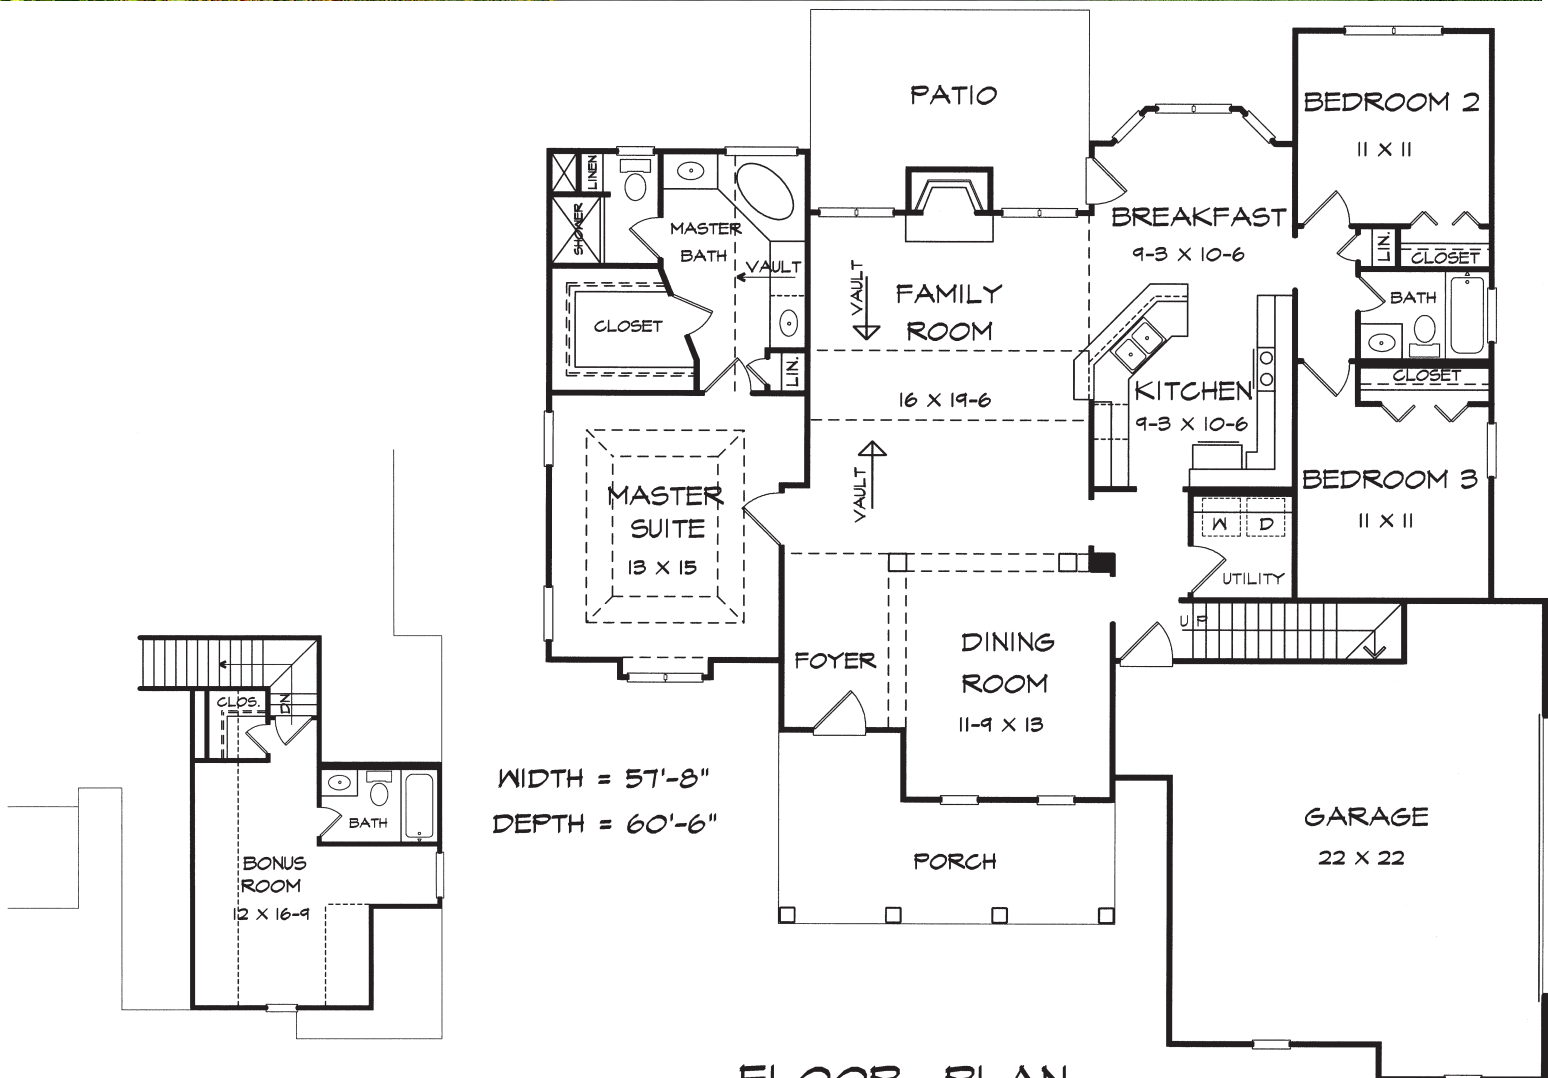 PATIO
BEDROOM 2
11 X 11
LINEN
SHOWER
MASTER
BATH
VAULT
BREAKFAST
9-3 X 10-6
LIN.
CLOSET
VAULT
FAMILY
ROOM
BATH
CLOSET
LIN.
16 X 19-6
KITCHEN
9-3 X 10-6
CLOSET
VAULT
MASTER
SUITE
13 X 15
BEDROOM 3
11 X 11
W D
UTILITY
UP
FOYER
DINING
ROOM
11-9 X 13
CLOS.
DN
WIDTH = 57'-8"
DEPTH = 60'-6"
BATH
GARAGE
22 X 22
PORCH
BONUS
ROOM
12 X 16-9
FLOOR PLAN